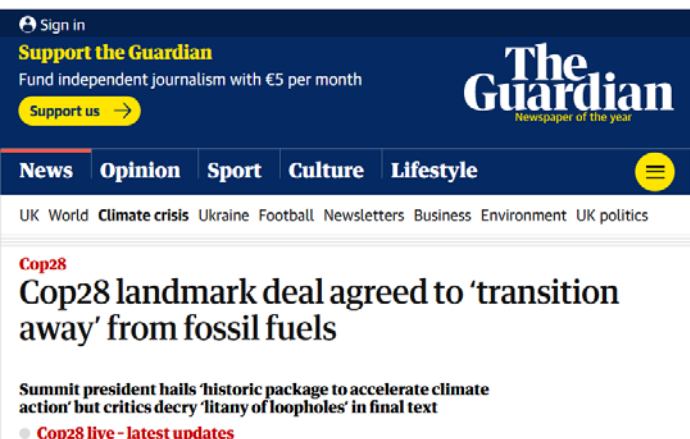 Sign in
Support the Guardian
Fund independent journalism with €5 per month
Support us
The
Guardian
Newspaper of the year
News Opinion Sport Culture Lifestyle
UK World Climate crisis Ukraine Football Newsletters Business Environment UK politics
Cop28
Cop28 landmark deal agreed to ‘transition
away’ from fossil fuels
Summit president hails ‘historic package to accelerate climate
action’ but critics decry ‘litany of loopholes’ in final text
Cop28 live – latest updates